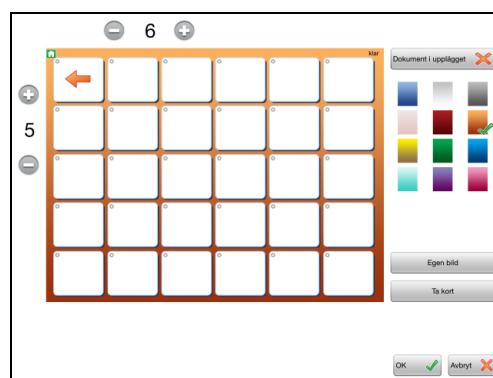 6
klar
Dokument i upplägget
5
Egen bild
Ta kort
OK
Avbryt